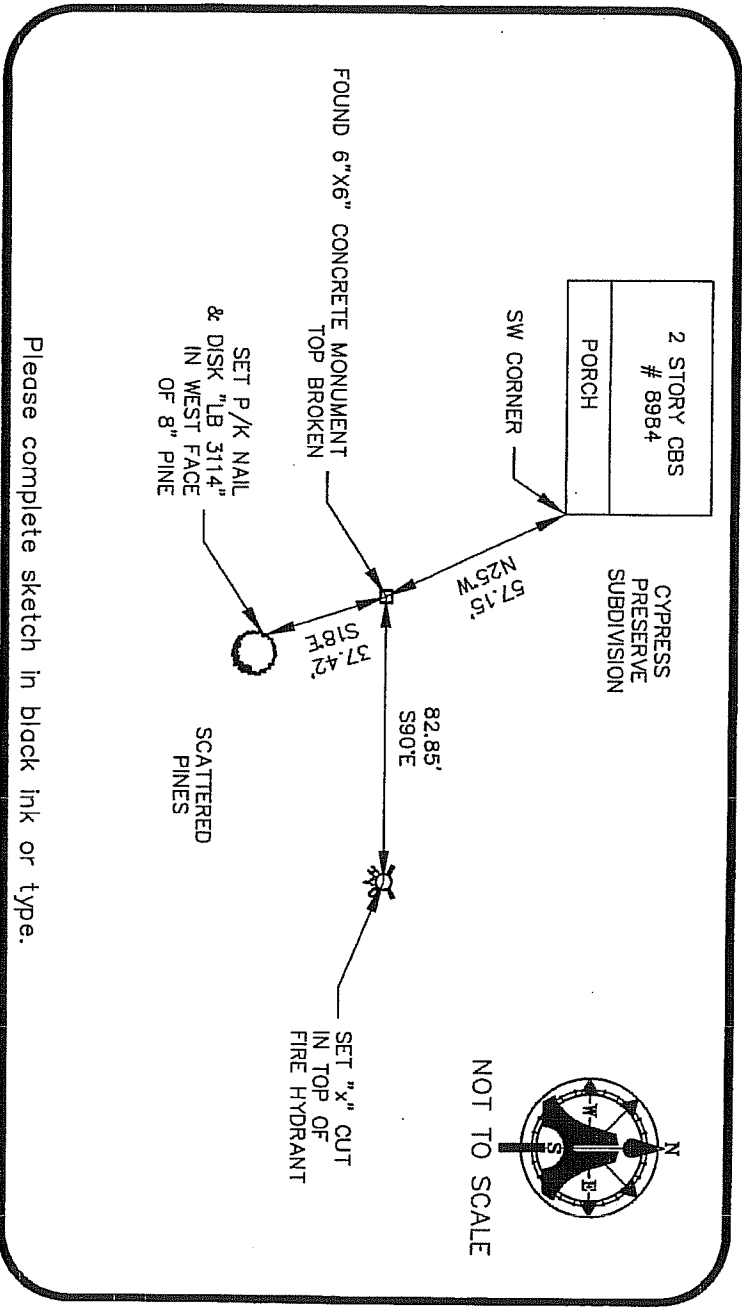 2 STORY CBS
# 8984
PORCH
SW CORNER
CYPRESS
PRESERVE
SUBDIVISION
N
W
E
S
NOT TO SCALE
57.15'
N25°W
FOUND 6"X6" CONCRETE MONUMENT
TOP BROKEN
82.85'
S90°E
37.42'
S18°E
SET P/K NAIL
& DISK "LB 3114"
IN WEST FACE
OF 8" PINE
SCATTERED
PINES
SET "x" CUT
IN TOP OF
FIRE HYDRANT
Please complete sketch in black ink or type.